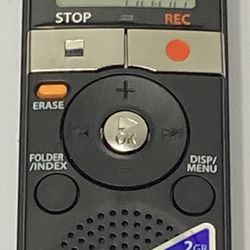 STOP REC
ERASE
OK
FOLDER
/INDEX
DISP/
MENU
2GB